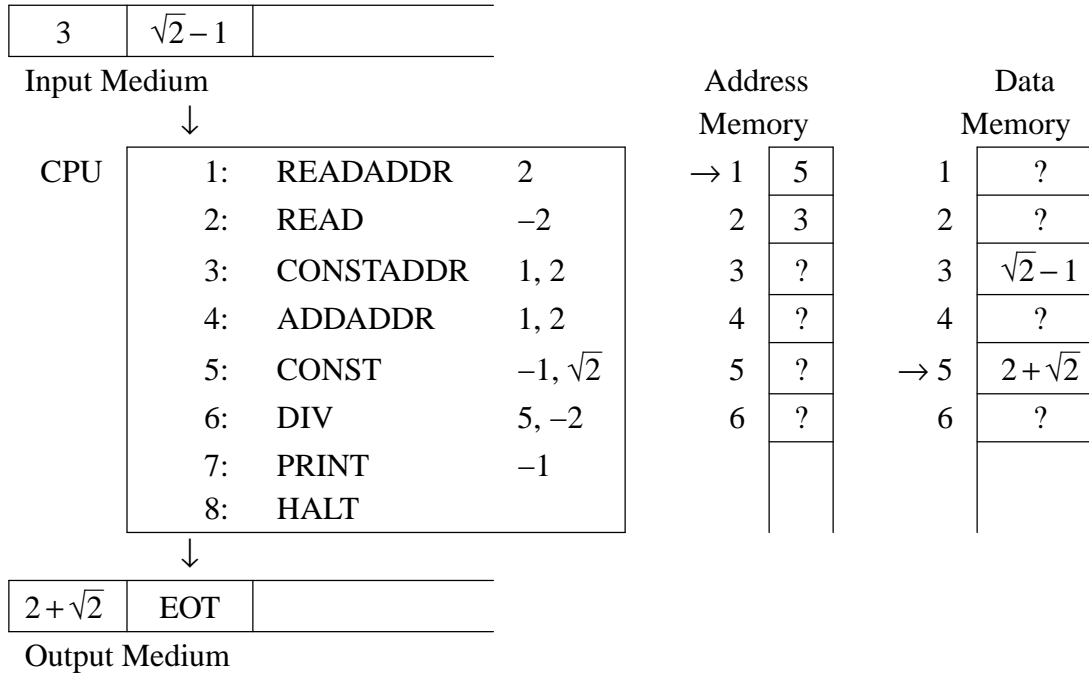 3 √2 – 1
Input Medium
Address Data
↓ Memory Memory
CPU 1: READADDR 2 → 1 5 1 ?
2: READ –2 2 3 2 ?
3: CONSTADDR 1, 2 3 ? 3 √2 – 1
4: ADDADDR 1, 2 4 ? 4 ?
5: CONST –1, √2 5 ? → 5 2 + √2
6: DIV 5, –2 6 ? 6 ?
7: PRINT –1
8: HALT
↓
2 + √2 EOT
Output Medium